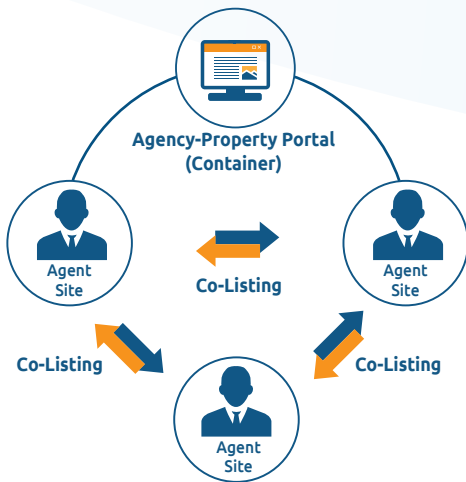 Agency-Property Portal
(Container)
Agent
Site
Agent
Site
Co-Listing
Co-Listing
Co-Listing
Agent
Site